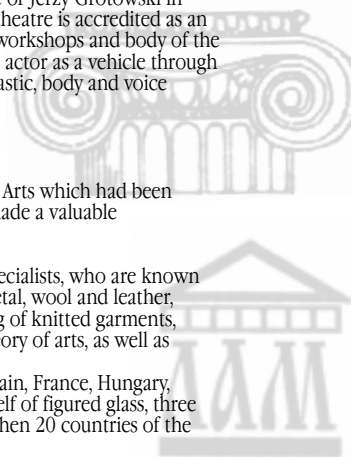 of Jerzy Grotowski in
heatre is accredited as an
workshops and body of the
actor as a vehicle through
astic, body and voice
Arts which had been
ade a valuable
ecialists, who are known
etal, wool and leather,
g of knitted garments,
eory of arts, as well as
ain, France, Hungary,
elf of figured glass, three
hen 20 countries of the